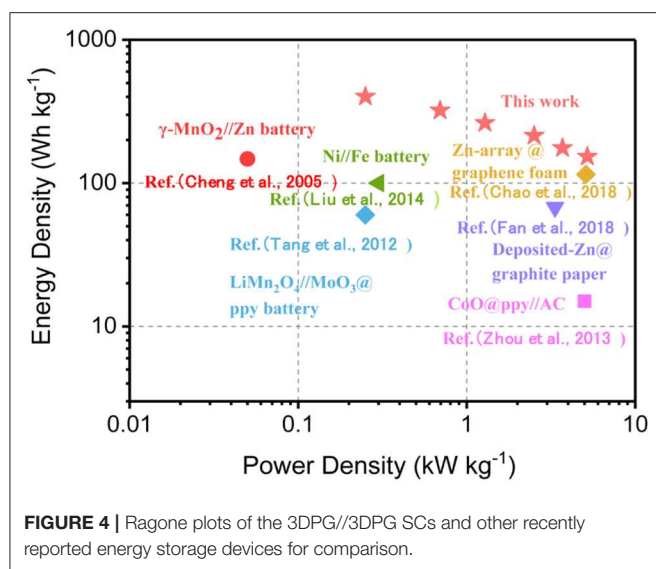 1000
This work
γ-MnO₂//Zn battery
Ni//Fe battery
Zn-array @
graphene foam
100
Ref.(Cheng et al., 2005 )
Ref.(Liu et al., 2014 )
Ref.(Chao et al., 2018 )
Ref.(Tang et al., 2012 )
Ref.(Fan et al., 2018 )
Deposited-Zn@
graphite paper
LiMn₂O₄//MoO₃@
ppy battery
CoO@ppy//AC
10
Ref.(Zhou et al., 2013 )
Energy Density (Wh kg⁻¹)
0.01 0.1 1 10
Power Density (kW kg⁻¹)
FIGURE 4 | Ragone plots of the 3DPG//3DPG SCs and other recently
reported energy storage devices for comparison.